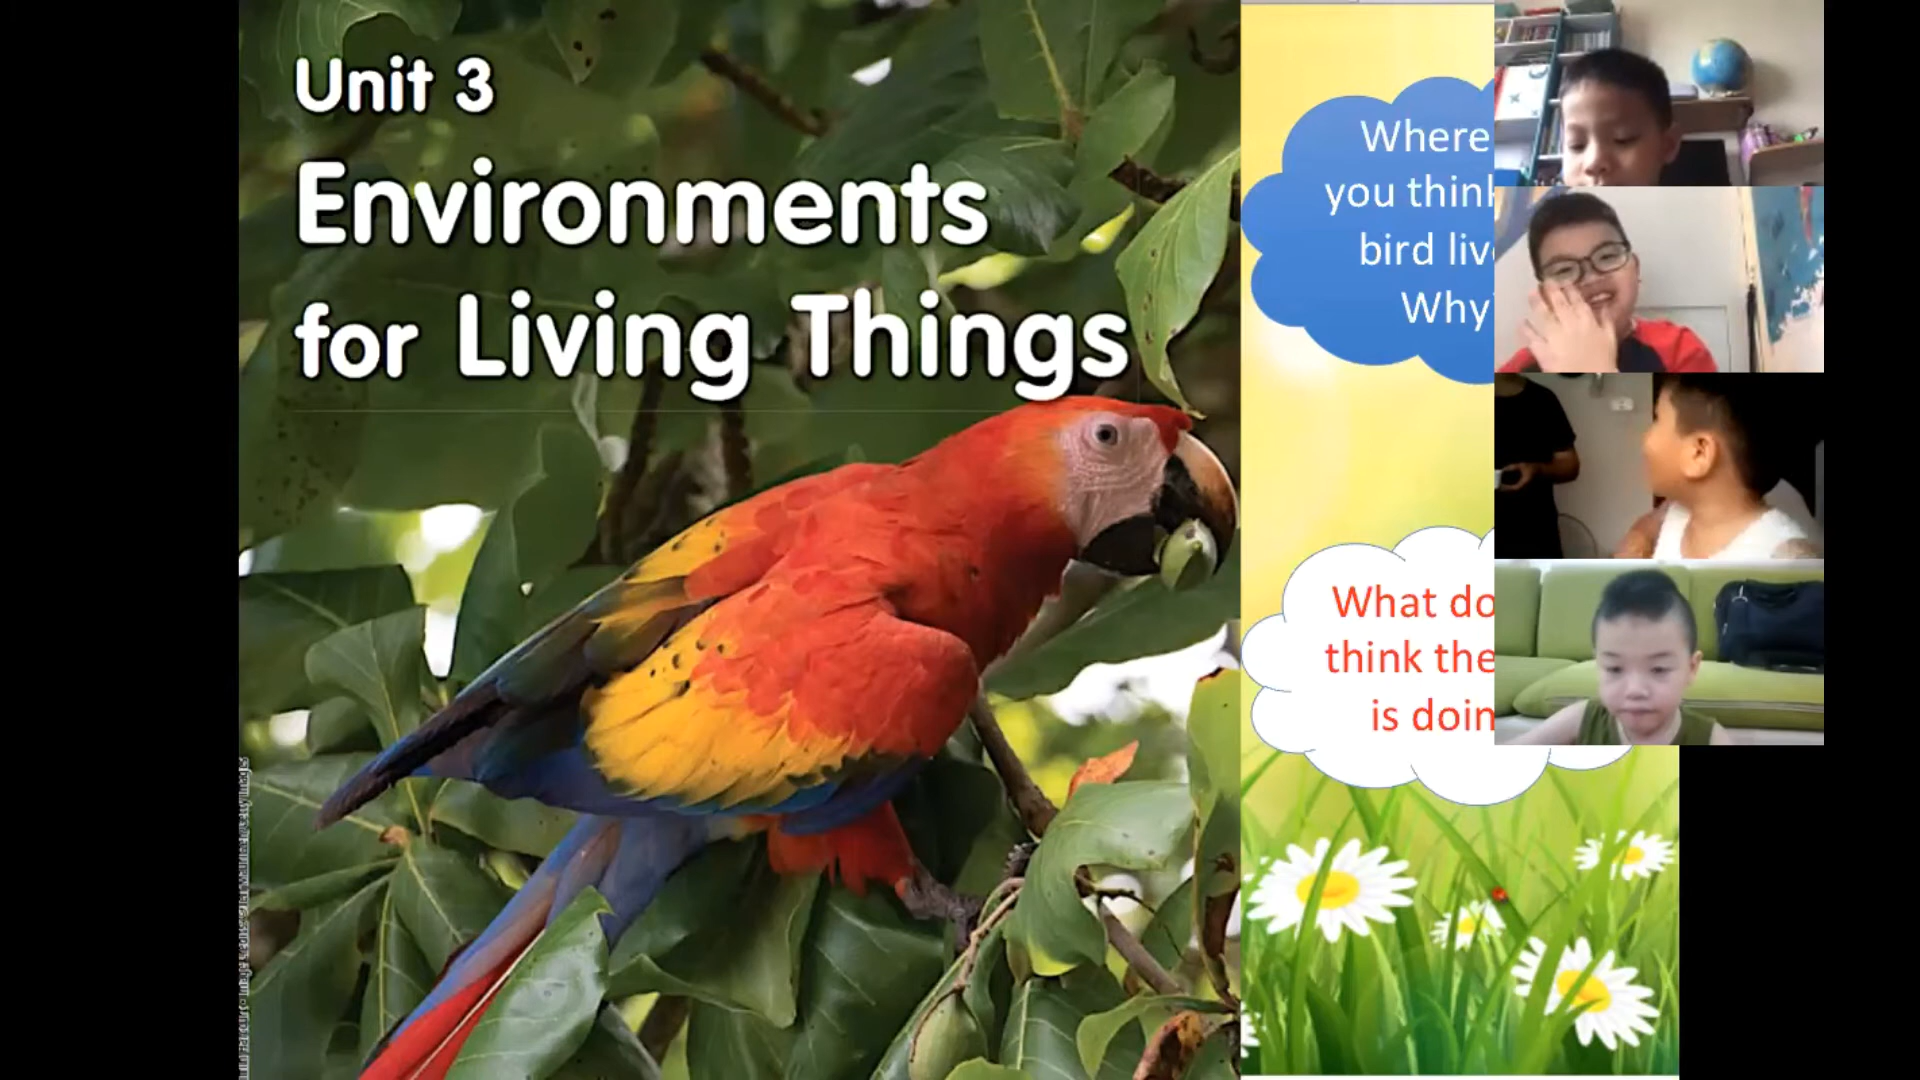 Unit 3
Environments
for Living Things
Where
you think
bird liv
Why
What do
think the
is doin